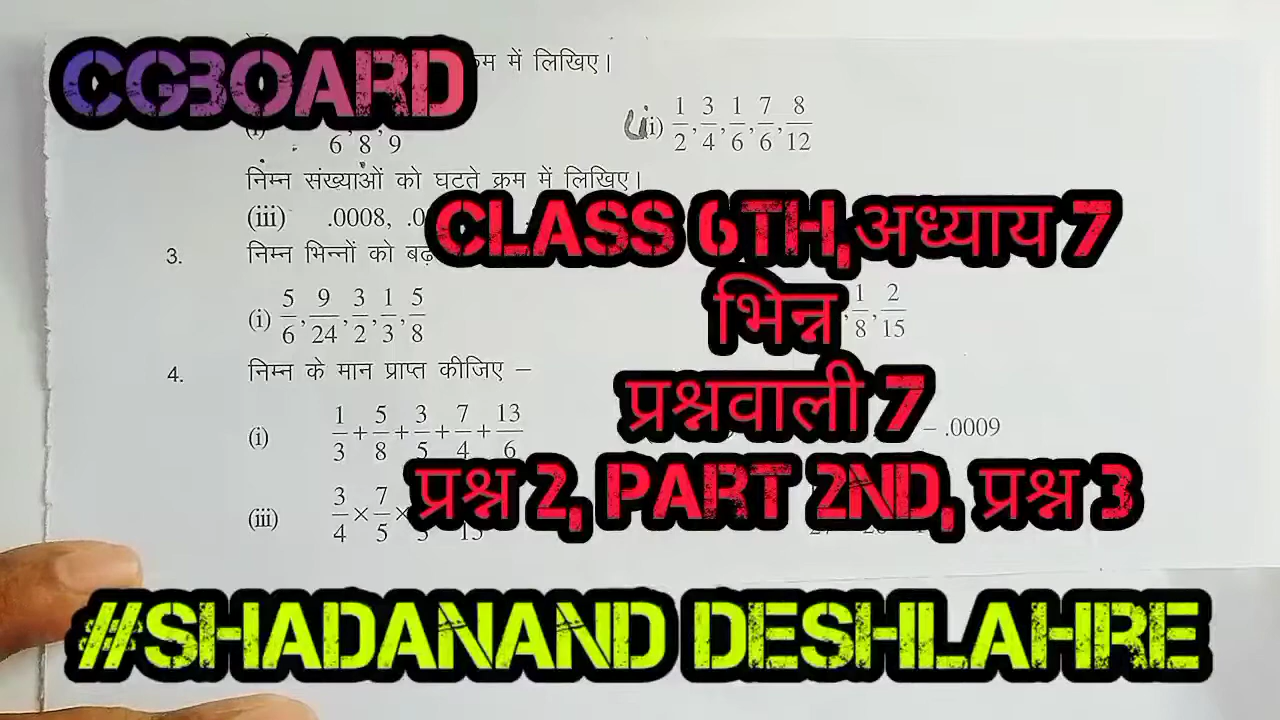 CGBOARD
में लिखिए।
6 8 9
(ii) 1/2, 3/4, 1/6, 7/6, 8/12
निम्न संख्याओं को घटते क्रम में लिखिए।
(iii) .0008,
CLASS 6TH,अध्याय 7
3. निम्न भिन्नों को
भिन्न
(i) 5/6, 9/24, 3/2, 1/3, 5/8
1/8, 2/15
4. निम्न के मान प्राप्त कीजिए –
प्रश्नवाली 7
(i) 1/3 + 5/8 + 3/5 + 7/4 + 13/6
– .0009
प्रश्न 2, PART 2ND, प्रश्न 3
(iii) 3/4 × 7/5 ×
#SHADANAND DESHLAHRE